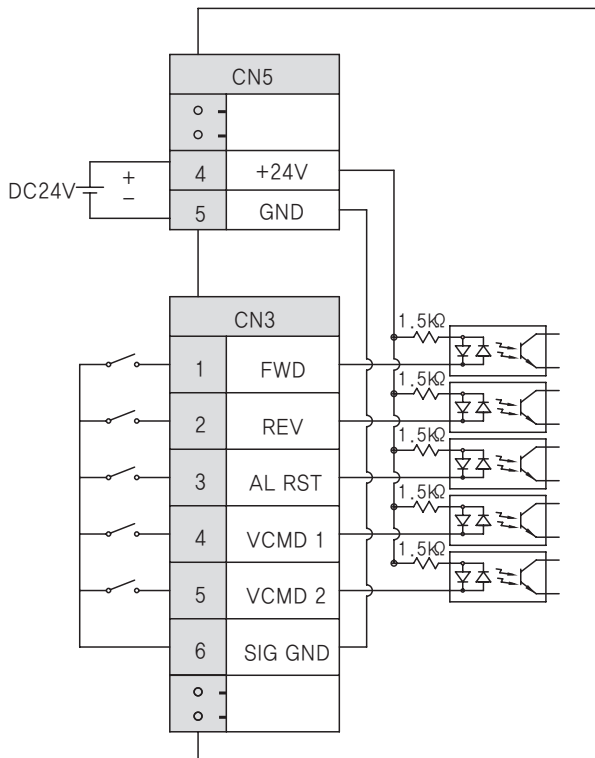 CN5
DC24V
+
−
4 +24V
5 GND
CN3
1 FWD
1.5KΩ
2 REV
1.5KΩ
3 AL RST
1.5KΩ
4 VCMD 1
1.5KΩ
5 VCMD 2
1.5KΩ
6 SIG GND